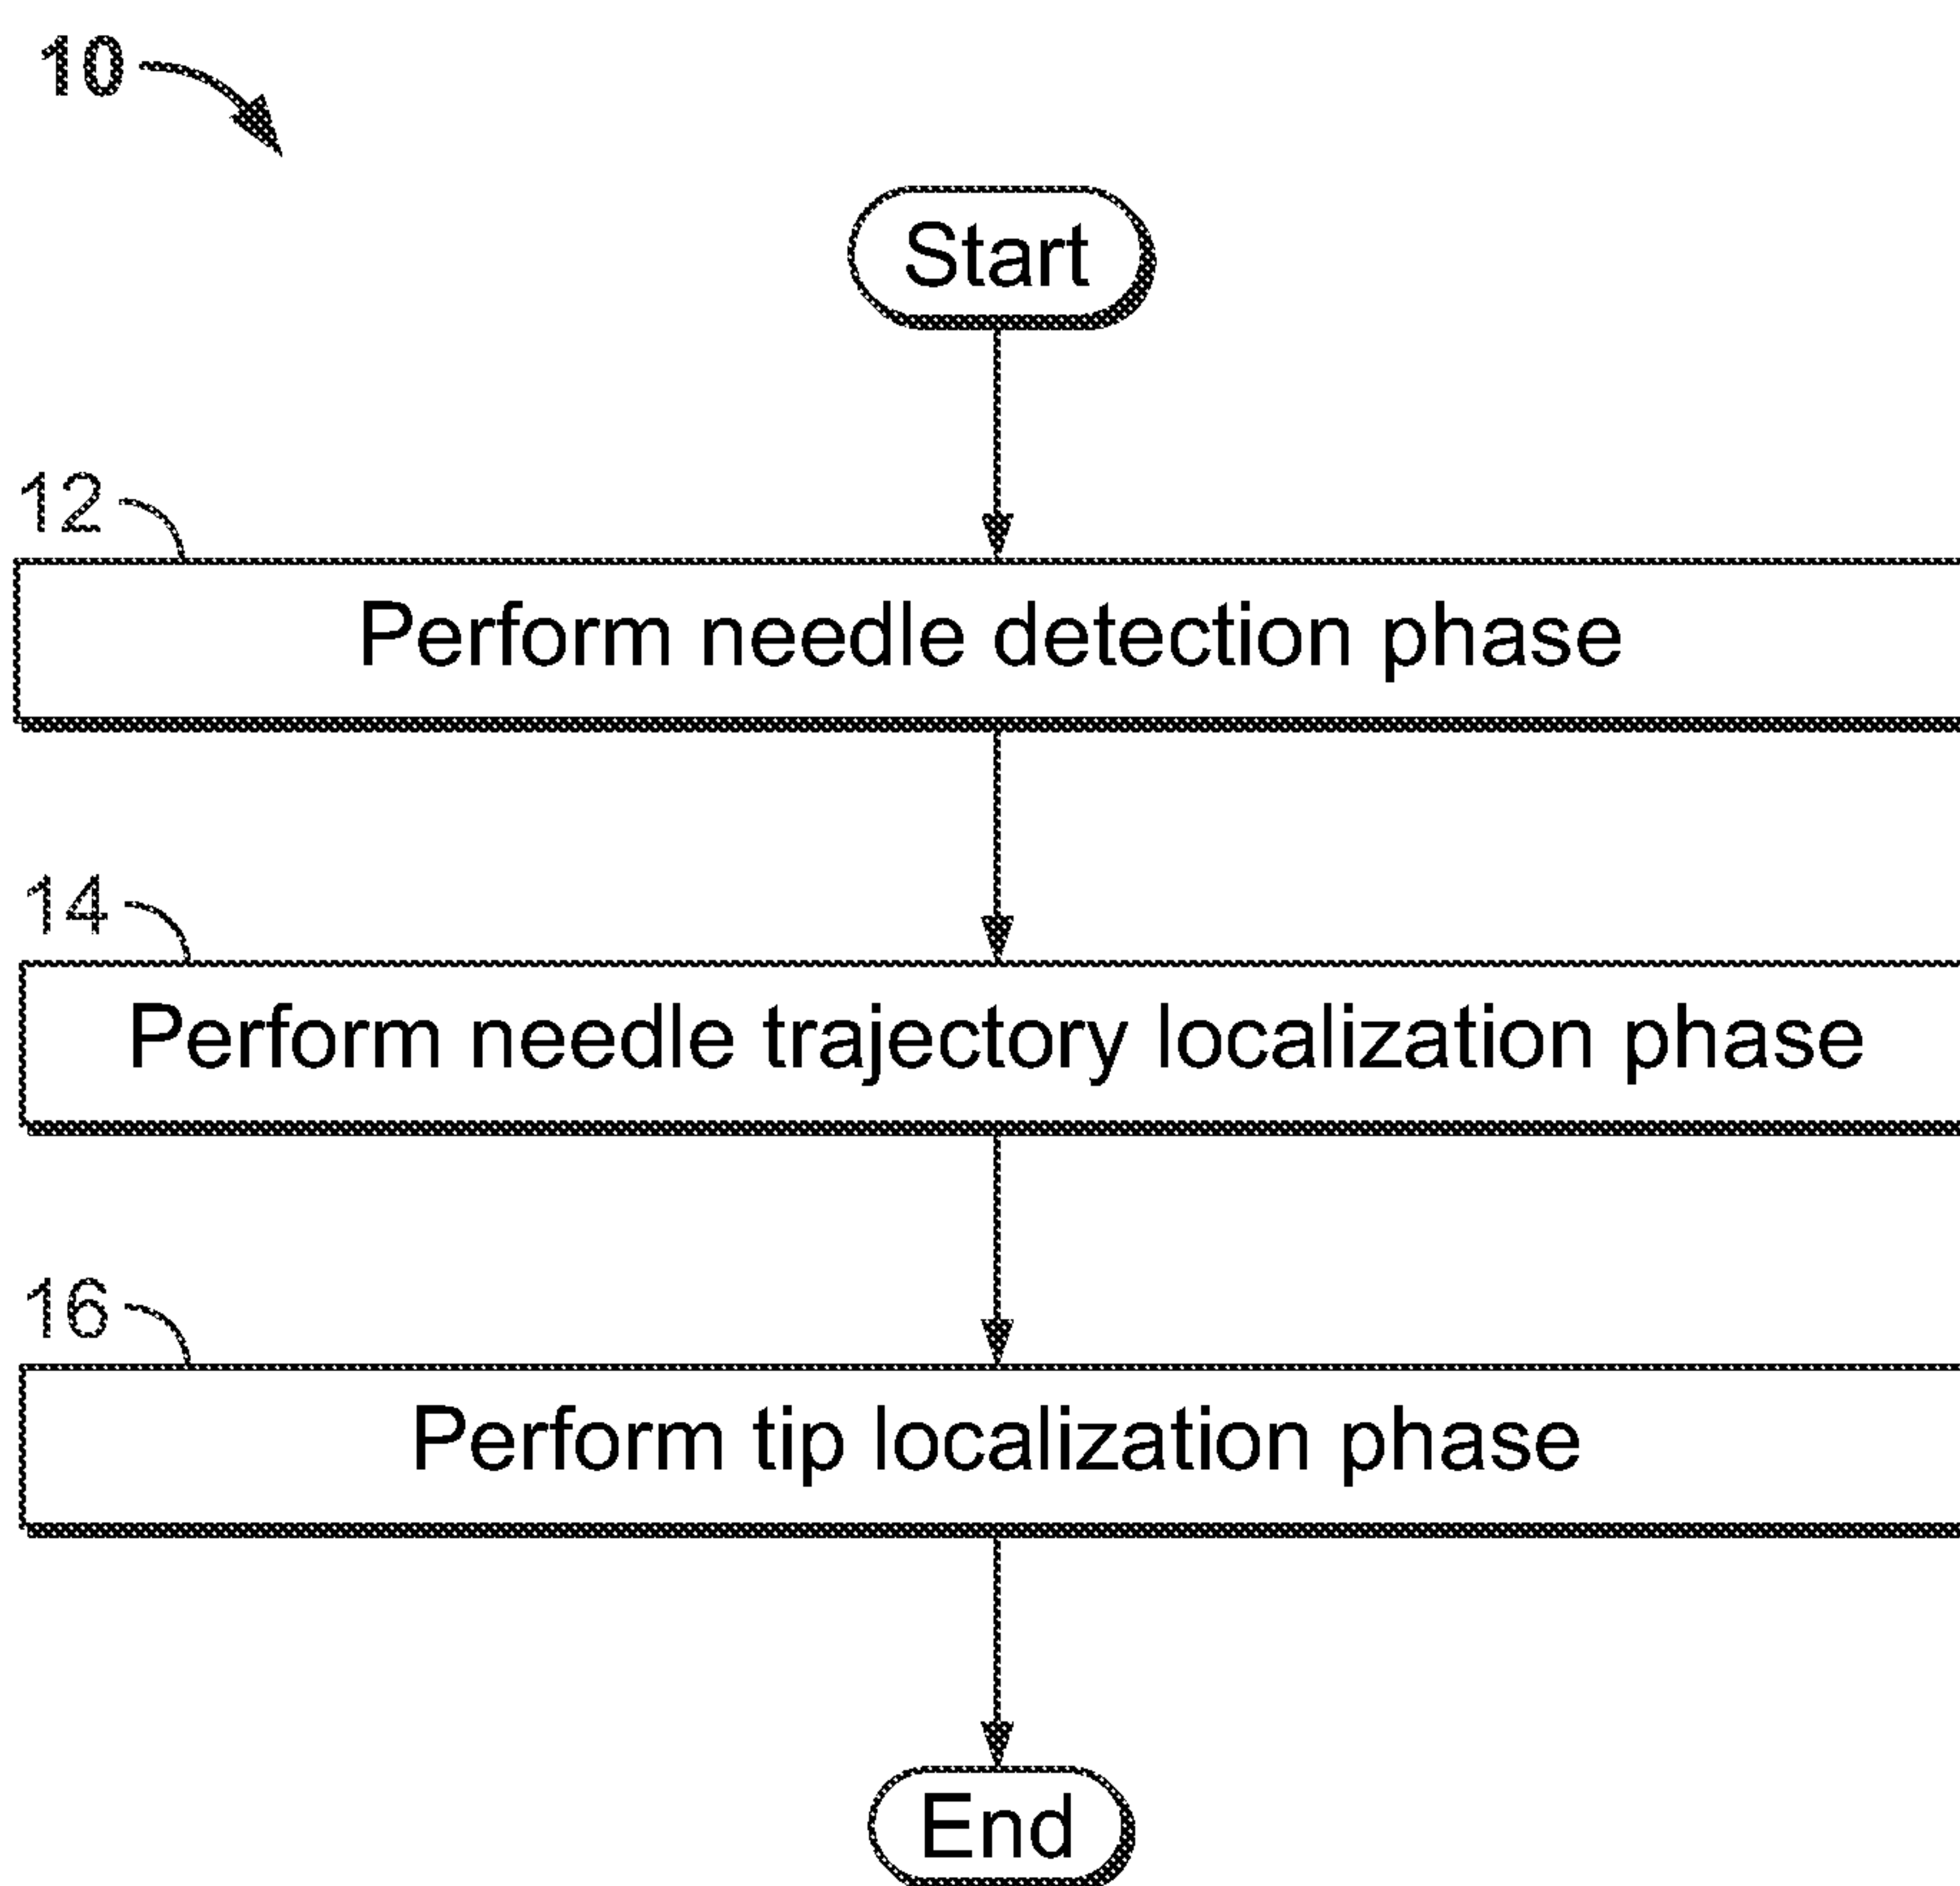 10
Start
12
Perform needle detection phase
14
Perform needle trajectory localization phase
16
Perform tip localization phase
End